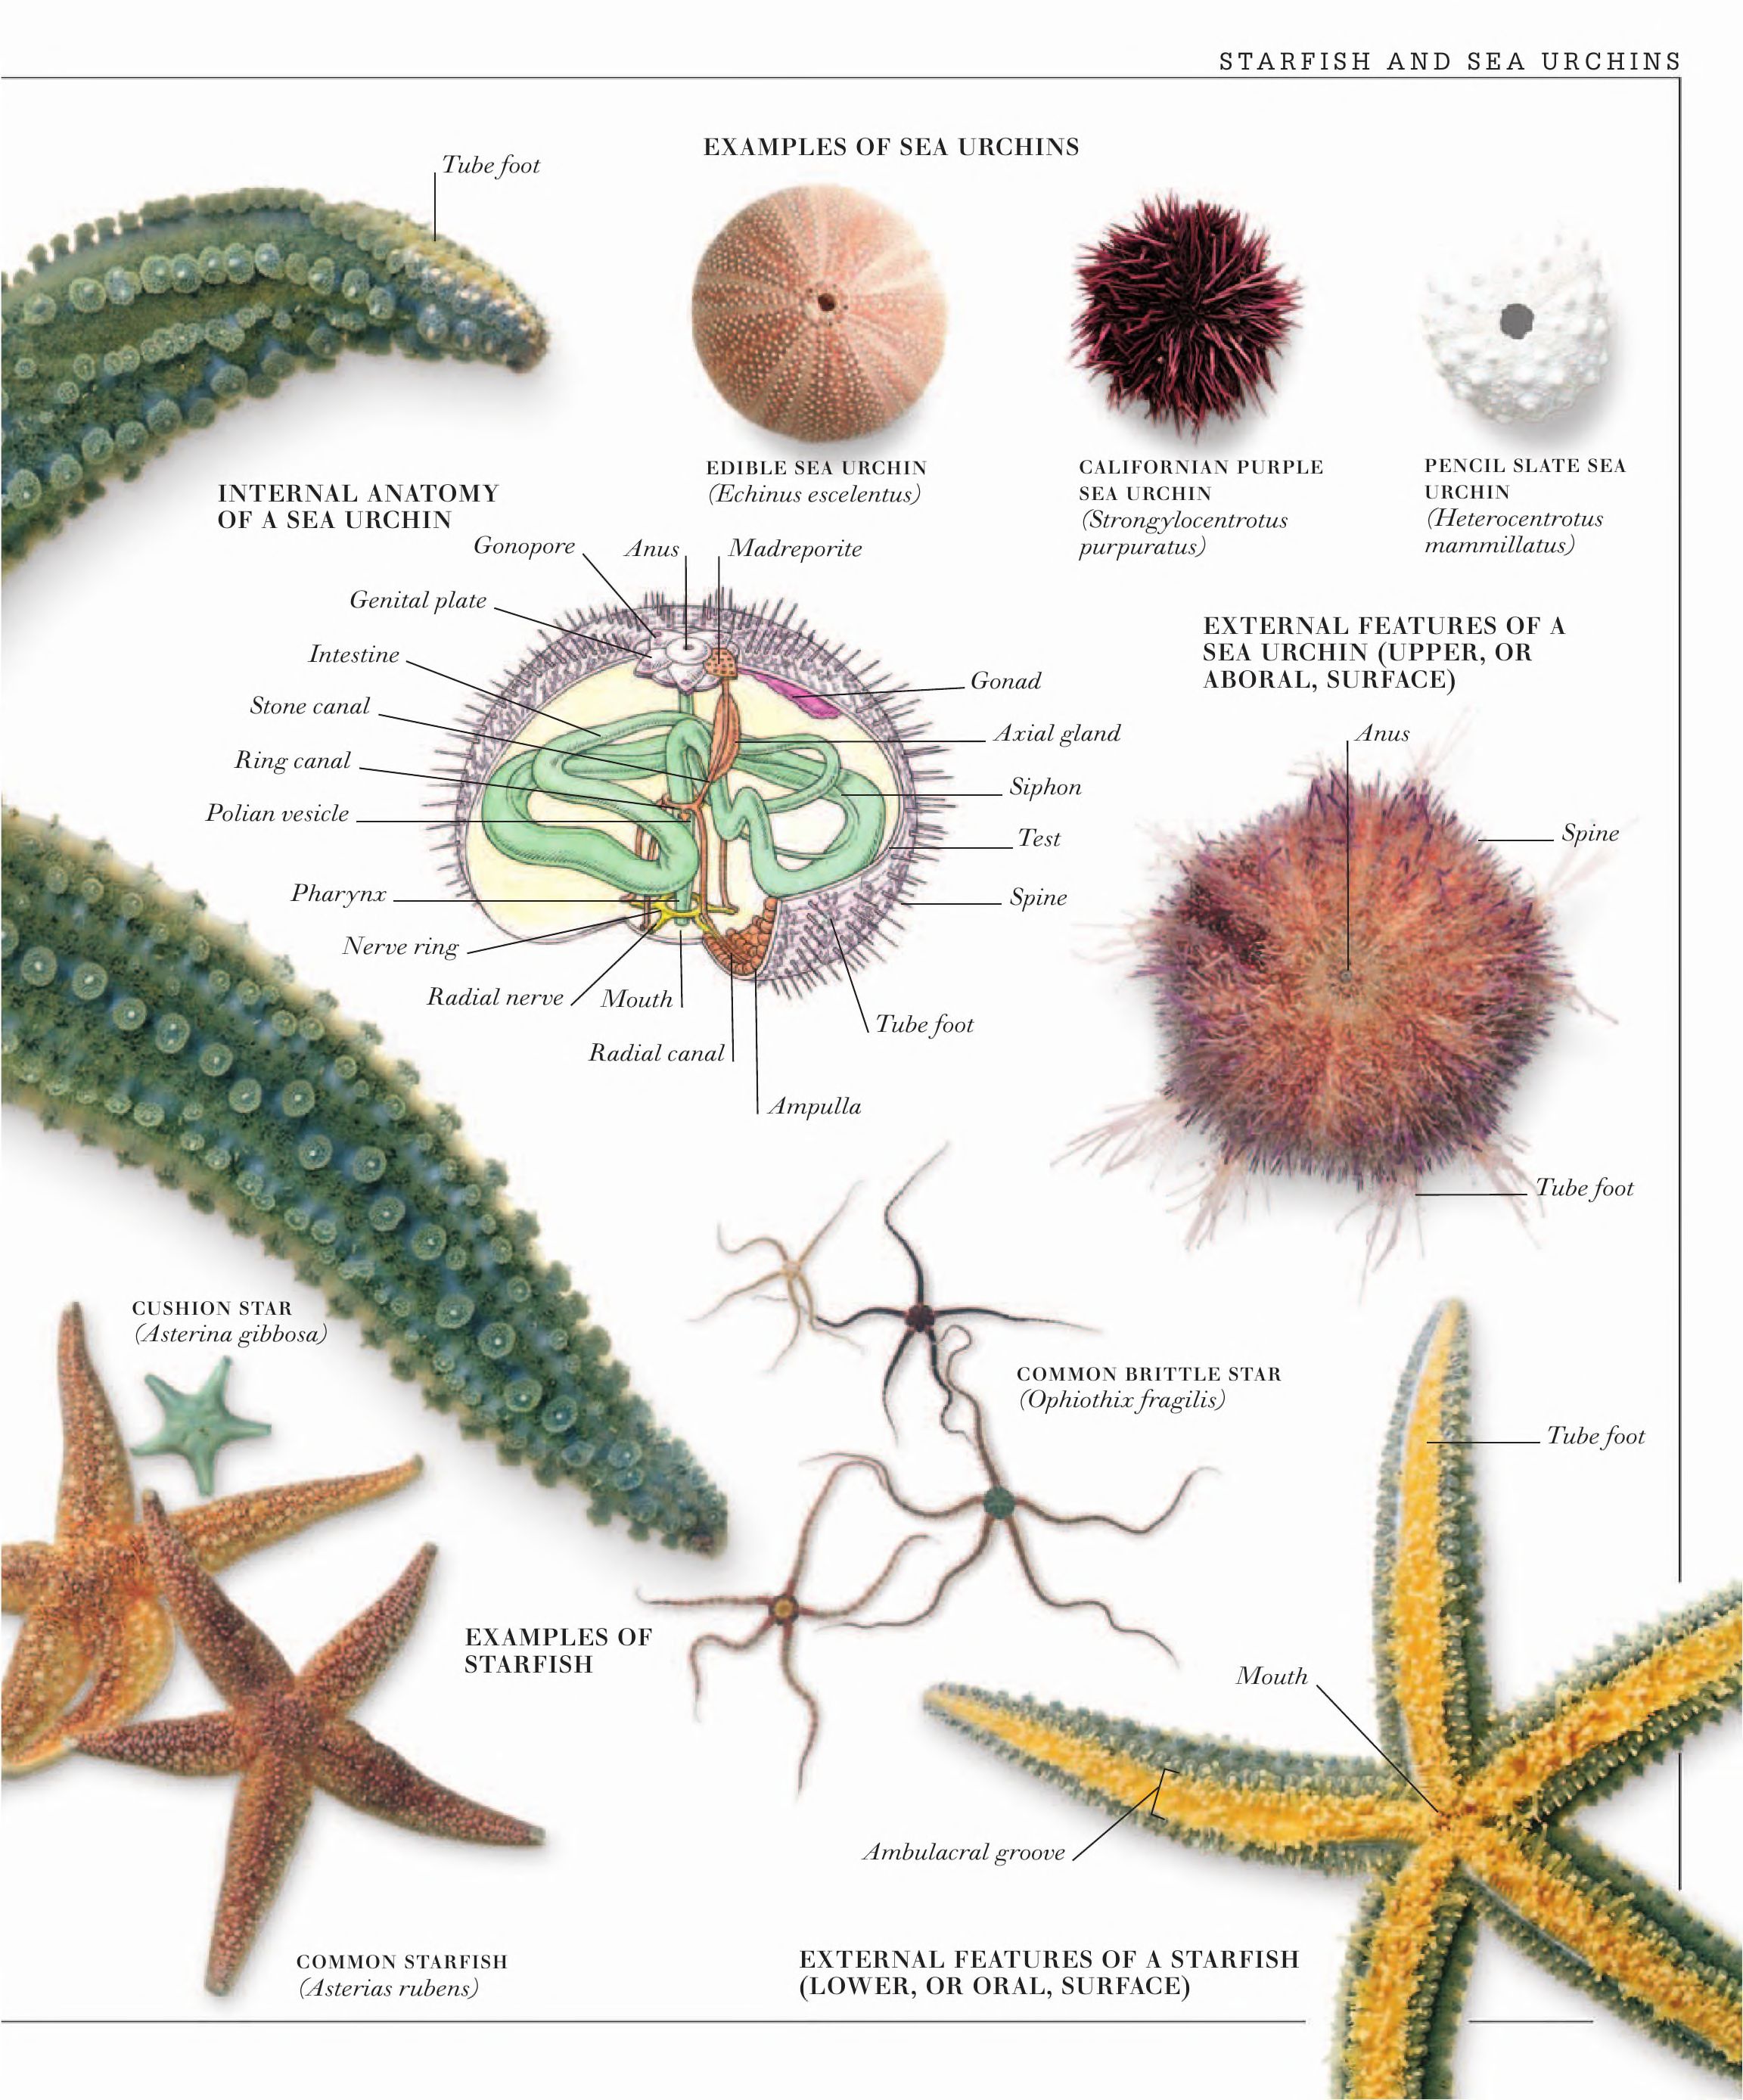 STARFISH AND SEA URCHINS
Tube foot
EXAMPLES OF SEA URCHINS
EDIBLE SEA URCHIN
(Echinus escelentus)
CALIFORNIAN PURPLE
SEA URCHIN
(Strongylocentrotus
purpuratus)
PENCIL SLATE SEA
URCHIN
(Heterocentrotus
mammillatus)
INTERNAL ANATOMY
OF A SEA URCHIN
Gonopore
Anus
Madreporite
Genital plate
Intestine
Stone canal
Ring canal
Polian vesicle
Pharynx
Nerve ring
Radial nerve
Mouth
Radial canal
Ampulla
Tube foot
Spine
Test
Siphon
Axial gland
Gonad
EXTERNAL FEATURES OF A
SEA URCHIN (UPPER, OR
ABORAL, SURFACE)
Anus
Spine
Tube foot
CUSHION STAR
(Asterina gibbosa)
COMMON BRITTLE STAR
(Ophiothix fragilis)
Tube foot
EXAMPLES OF
STARFISH
Mouth
Ambulacral groove
COMMON STARFISH
(Asterias rubens)
EXTERNAL FEATURES OF A STARFISH
(LOWER, OR ORAL, SURFACE)